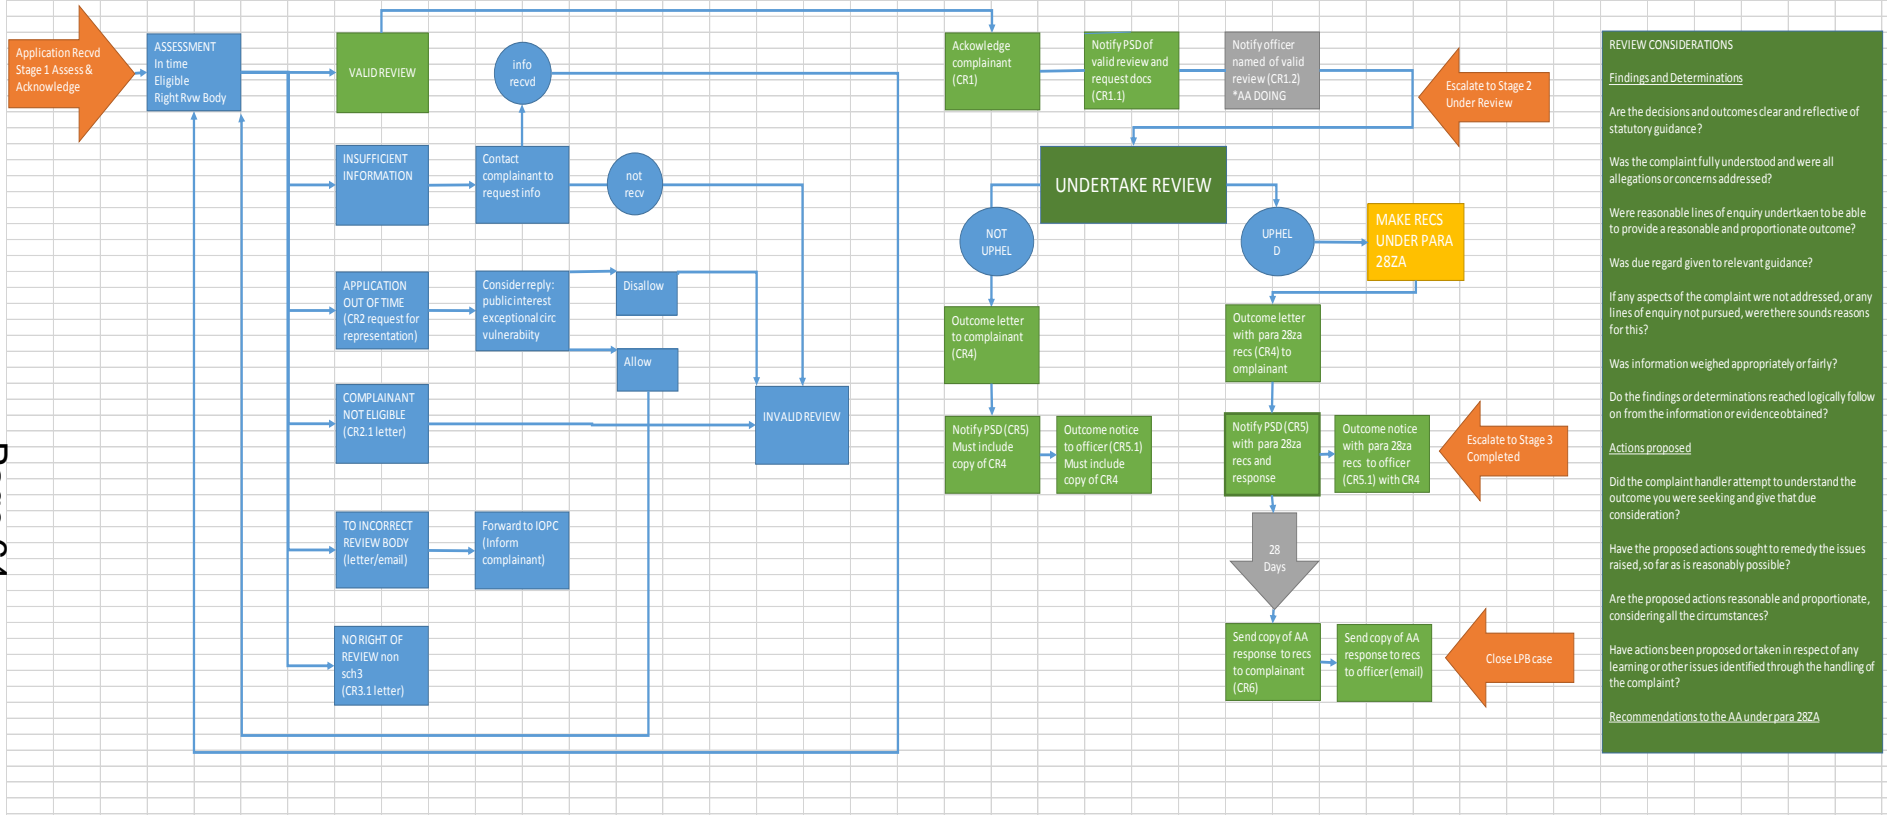 Application Recvd
Stage 1 Assess &
Acknowledge
ASSESSMENT
In time
Eligible
Right Rvw Body
VALID REVIEW
info
recvd
INSUFFICIENT
INFORMATION
Contact
complainant to
request info
not
recv
APPLICATION
OUT OF TIME
(CR2 request for
representation)
Consider reply:
public interest
exceptional circ
vulnerabiity
Disallow
Allow
COMPLAINANT
NOT ELIGIBLE
(CR2.1 letter)
INVALID REVIEW
TO INCORRECT
REVIEW BODY
(letter/email)
Forward to IOPC
(Inform
complainant)
NO RIGHT OF
REVIEW non
sch3
(CR3.1 letter)
Ackowledge
complainant
(CR1)
Notify PSD of
valid review and
request docs
(CR1.1)
Notify officer
named of valid
review (CR1.2)
*AA DOING
Escalate to Stage 2
Under Review
UNDERTAKE REVIEW
NOT
UPHEL
UPHEL
D
MAKE RECS
UNDER PARA
28ZA
Outcome letter
to complainant
(CR4)
Outcome letter
with para 28za
recs (CR4) to
omplainant
Notify PSD (CR5)
Must include
copy of CR4
Outcome notice
to officer (CR5.1)
Must include
copy of CR4
Notify PSD (CR5)
with para 28za
recs and
response
Outcome notice
with para 28za
recs to officer
(CR5.1) with CR4
Escalate to Stage 3
Completed
28
Days
Send copy of AA
response to recs
to complainant
(CR6)
Send copy of AA
response to recs
to officer (email)
Close LPB case
REVIEW CONSIDERATIONS
Findings and Determinations
Are the decisions and outcomes clear and reflective of
statutory guidance?
Was the complaint fully understood and were all
allegations or concerns addressed?
Were reasonable lines of enquiry undertkaen to be able
to provide a reasonable and proportionate outcome?
Was due regard given to relevant guidance?
If any aspects of the complaint wre not addressed, or any
lines of enquiry not pursued, were there sounds reasons
for this?
Was information weighed appropriately or fairly?
Do the findings or determinations reached logically follow
on from the information or evidence obtained?
Actions proposed
Did the complaint handler attempt to understand the
outcome you were seeking and give that due
consideration?
Have the proposed actions sought to remedy the issues
raised, so far as is reasonably possible?
Are the proposed actions reasonable and proportionate,
considering all the circumstances?
Have actions been proposed or taken in respect of any
learning or other issues identified through the handling of
the complaint?
Recommendations to the AA under para 28ZA